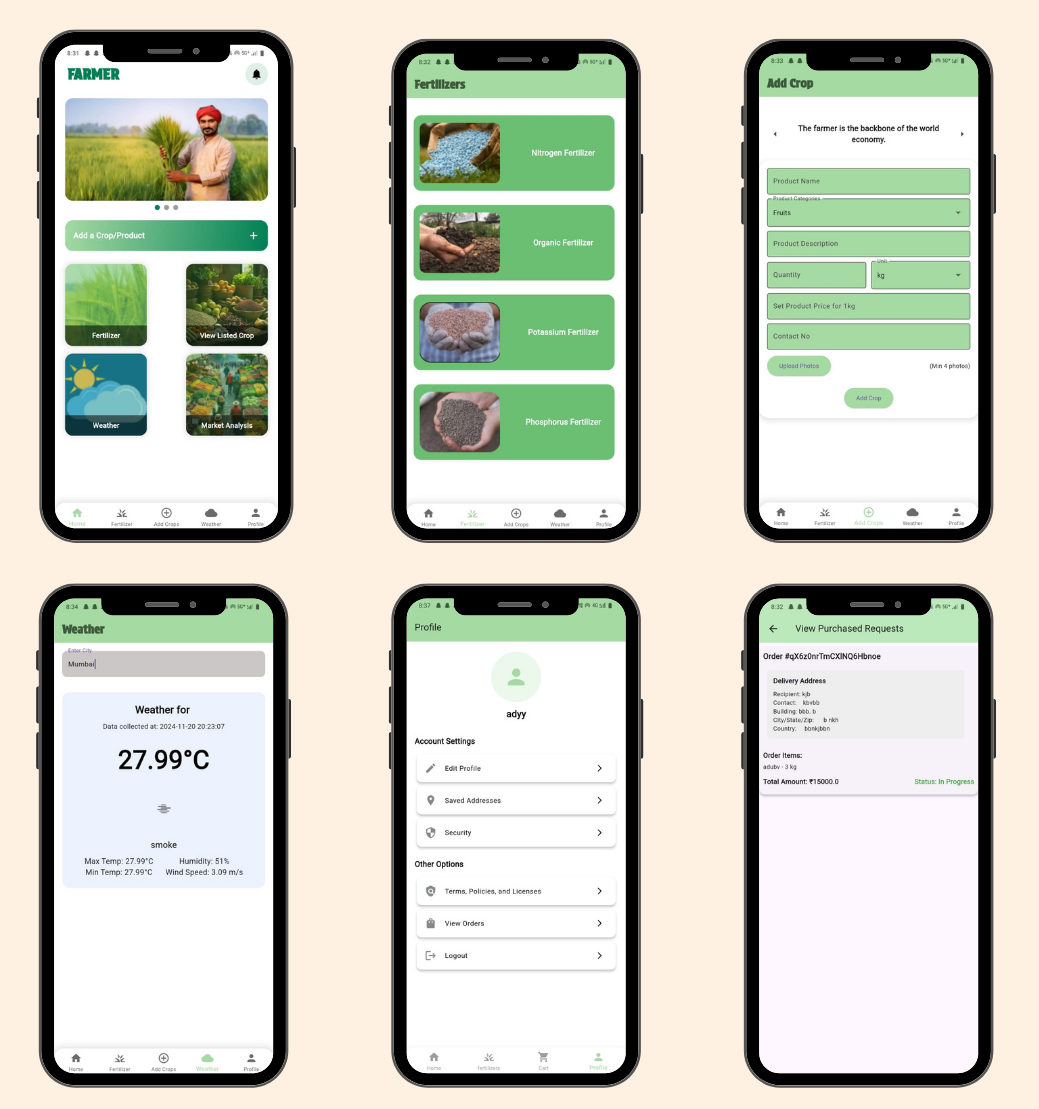 8:31
5G+
FARMER
Add a Crop/Product
+
Fertilizer
View Listed Crop
Weather
Market Analysis
Home
Fertilizer
Add Crops
Weather
Profile
8:32
5G+
Fertilizers
Nitrogen Fertilizer
Organic Fertilizer
Potassium Fertilizer
Phosphorus Fertilizer
Home
Fertilizer
Add Crops
Weather
Profile
8:33
5G+
Add Crop
The farmer is the backbone of the world
economy.
Product Name
Product Categories
Fruits
Product Description
Quantity
Unit
kg
Set Product Price for 1kg
Contact No
Upload Photos
(Min 4 photos)
Add Crop
Home
Fertilizer
Add Crops
Weather
Profile
8:34
5G+
Weather
Enter City
Mumbai
Weather for
Data collected at: 2024-11-20 20:23:07
27.99°C
smoke
Max Temp: 27.99°C Humidity: 51%
Min Temp: 27.99°C Wind Speed: 3.09 m/s
Home
Fertilizer
Add Crops
Weather
Profile
8:37
4G
Profile
adyy
Account Settings
Edit Profile
Saved Addresses
Security
Other Options
Terms, Policies, and Licenses
View Orders
Logout
Home
Fertilizers
Cart
Profile
8:32
5G+
View Purchased Requests
Order #qX6z0nrTmCXlNQ6Hbnoe
Delivery Address
Recipient: kjb
Contact: kbvbb
Building: bbb, b
City/State/Zip: b nkh
Country: bbnkjbbn
Order Items:
adubv - 3 kg
Total Amount: ₹15000.0 Status: In Progress